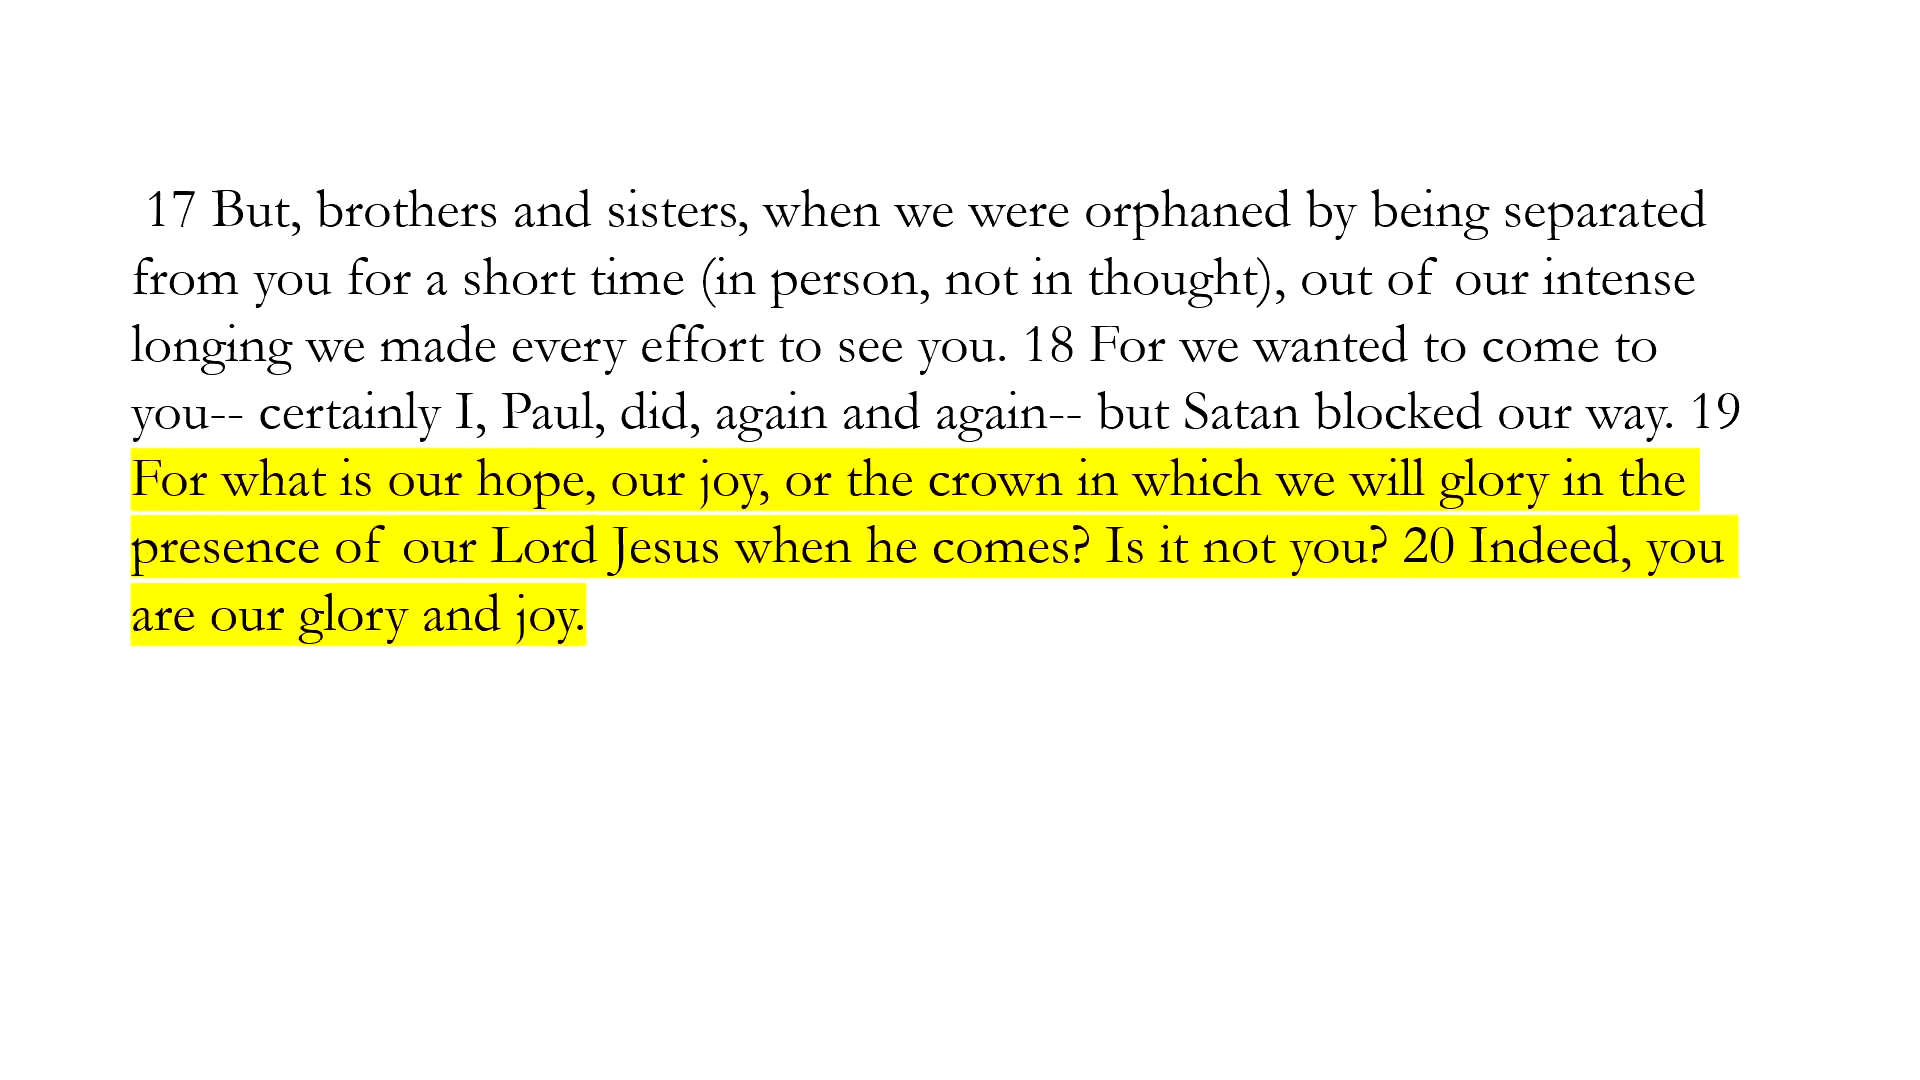 17 But, brothers and sisters, when we were orphaned by being separated
from you for a short time (in person, not in thought), out of our intense
longing we made every effort to see you. 18 For we wanted to come to
you-- certainly I, Paul, did, again and again-- but Satan blocked our way. 19
For what is our hope, our joy, or the crown in which we will glory in the
presence of our Lord Jesus when he comes? Is it not you? 20 Indeed, you
are our glory and joy.